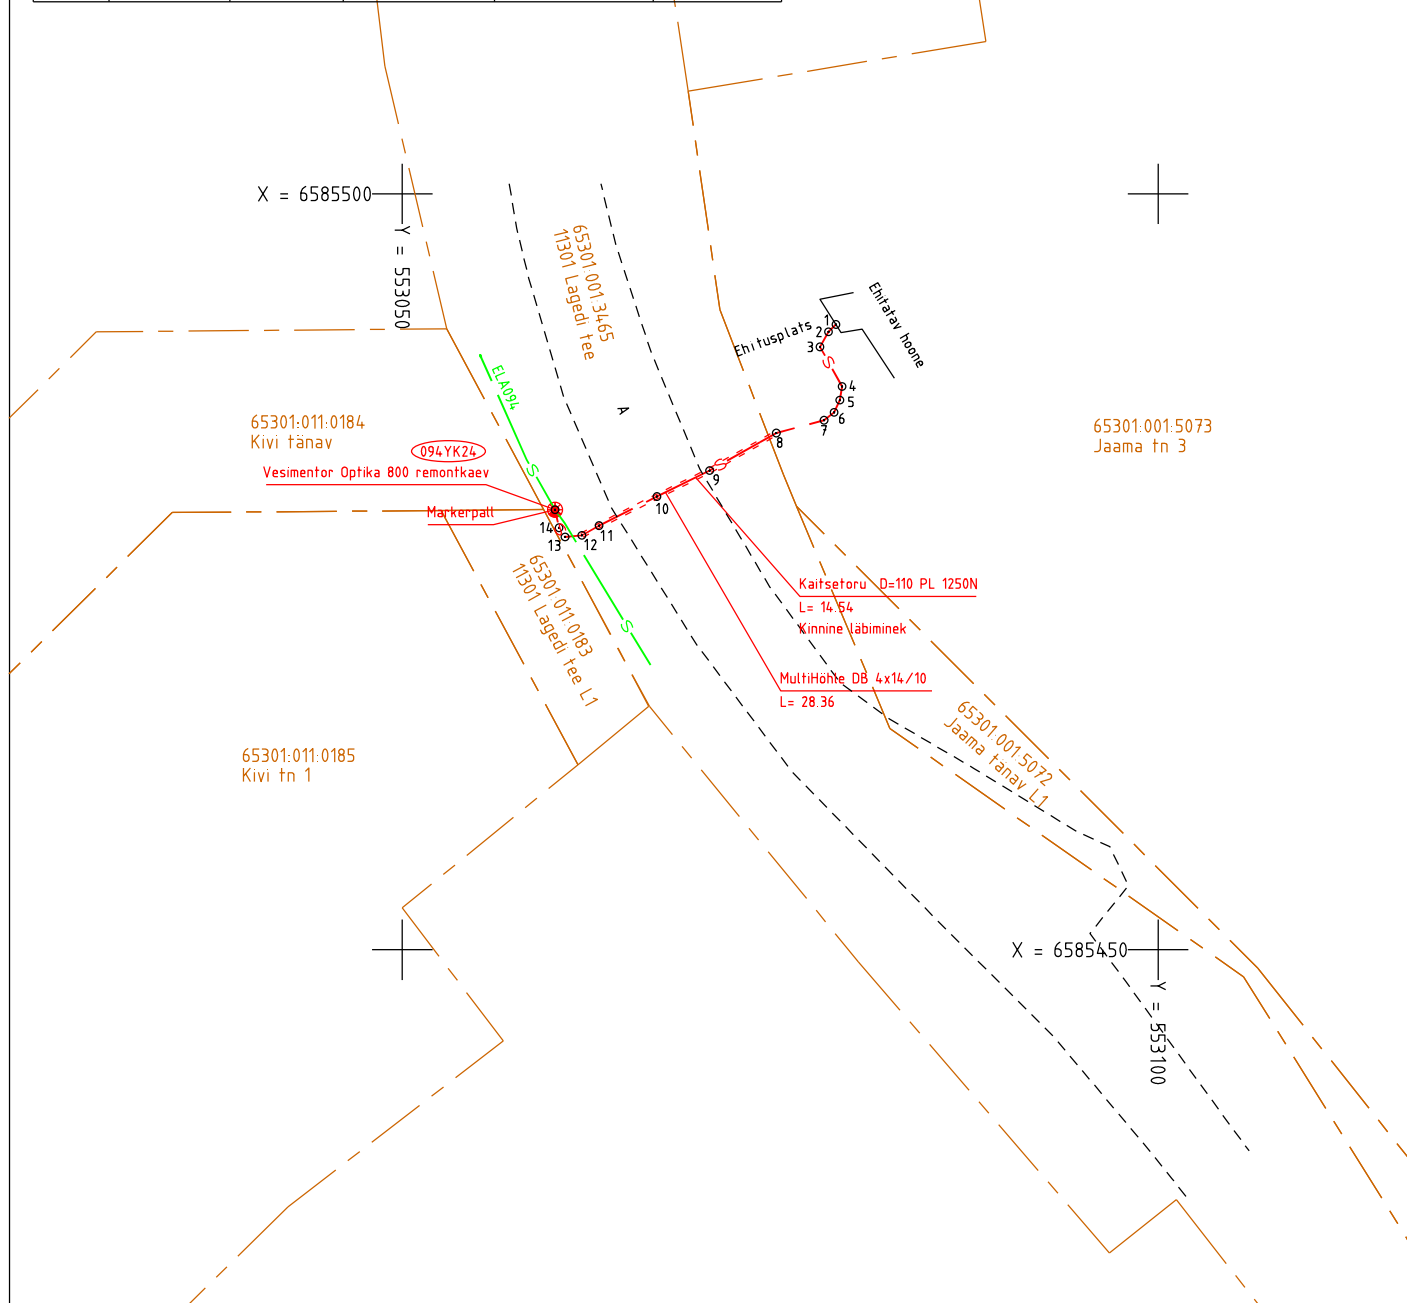 X = 6585500
Y = 553050
65301:001:3465
11301 Lagedi tee
Ehitatav hoone
Ehitusplats
1
2
3
S
4
5
6
7
8
ELA094
A
65301:011:0184
Kivi tänav
65301:001:5073
Jaama tn 3
094YK24
Vesimentor Optika 800 remontkaev
S
S
9
10
Markerpall
14
13
12
11
65301:011:0183
11301 Lagedi tee L1
Kaitsetoru D=110 PL 1250N
L= 14.54
Kinnine läbiminek
S
MultiHöhle DB 4x14/10
L= 28.36
65301:001:5072
Jaama tänav L1
65301:011:0185
Kivi tn 1
X = 6585450
Y = 553100